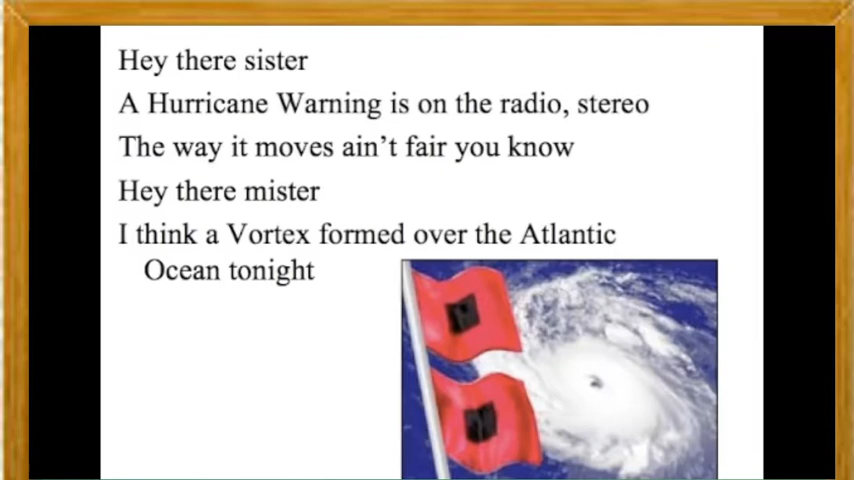 Hey there sister
A Hurricane Warning is on the radio, stereo
The way it moves ain’t fair you know
Hey there mister
I think a Vortex formed over the Atlantic
Ocean tonight